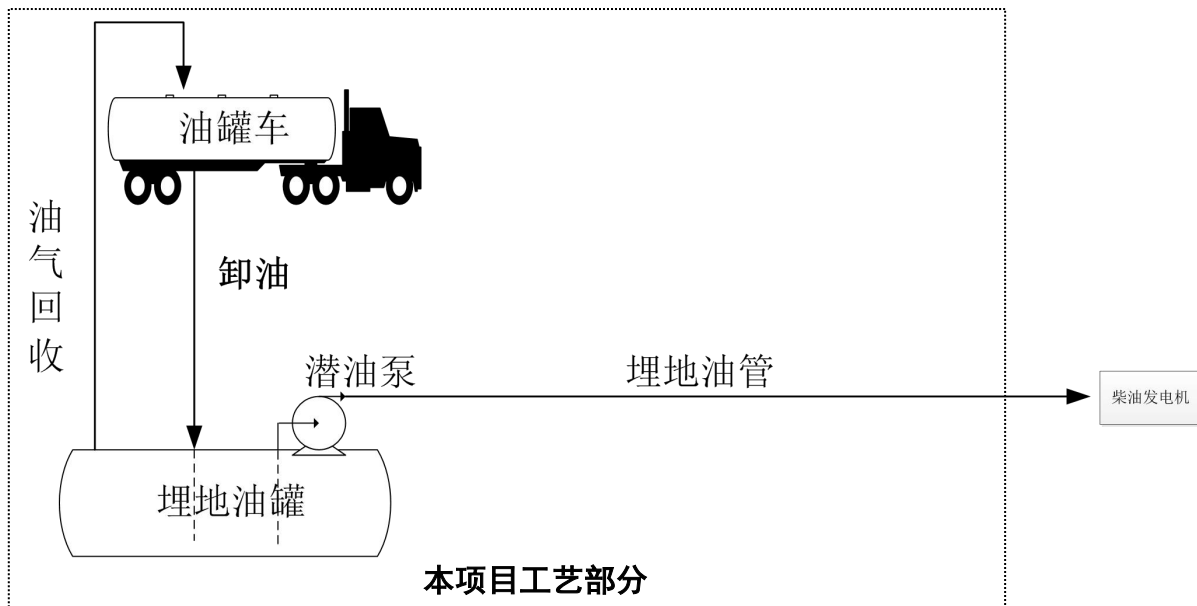 油罐车
油气回收
卸油
潜油泵
埋地油管
柴油发电机
埋地油罐
本项目工艺部分